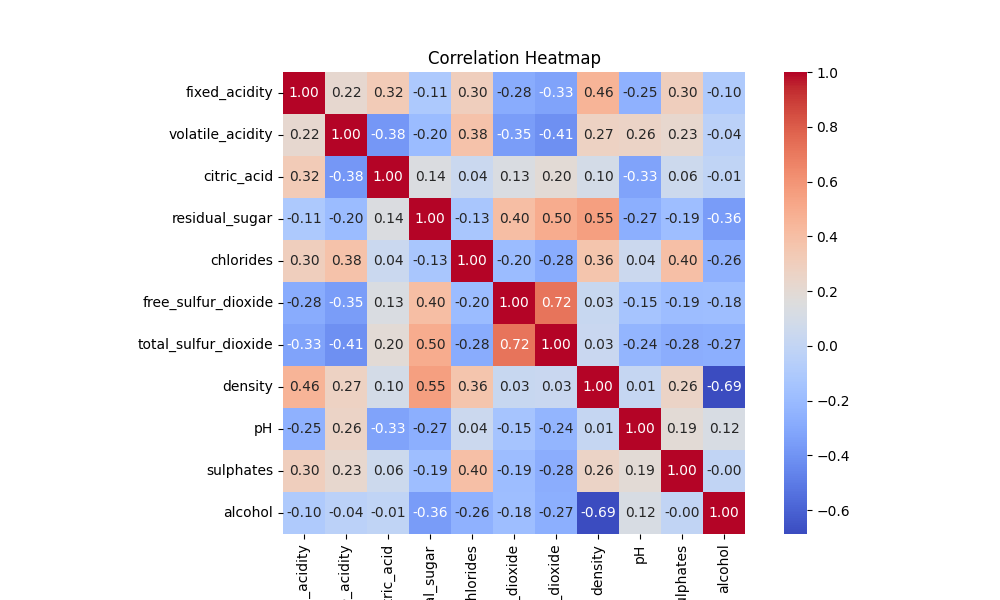 Correlation Heatmap
fixed_acidity 1.00 0.22 0.32 -0.11 0.30 -0.28 -0.33 0.46 -0.25 0.30 -0.10
volatile_acidity 0.22 1.00 -0.38 -0.20 0.38 -0.35 -0.41 0.27 0.26 0.23 -0.04
citric_acid 0.32 -0.38 1.00 0.14 0.04 0.13 0.20 0.10 -0.33 0.06 -0.01
residual_sugar -0.11 -0.20 0.14 1.00 -0.13 0.40 0.50 0.55 -0.27 -0.19 -0.36
chlorides 0.30 0.38 0.04 -0.13 1.00 -0.20 -0.28 0.36 0.04 0.40 -0.26
free_sulfur_dioxide -0.28 -0.35 0.13 0.40 -0.20 1.00 0.72 0.03 -0.15 -0.19 -0.18
total_sulfur_dioxide -0.33 -0.41 0.20 0.50 -0.28 0.72 1.00 0.03 -0.24 -0.28 -0.27
density 0.46 0.27 0.10 0.55 0.36 0.03 0.03 1.00 0.01 0.26 -0.69
pH -0.25 0.26 -0.33 -0.27 0.04 -0.15 -0.24 0.01 1.00 0.19 0.12
sulphates 0.30 0.23 0.06 -0.19 0.40 -0.19 -0.28 0.26 0.19 1.00 -0.00
alcohol -0.10 -0.04 -0.01 -0.36 -0.26 -0.18 -0.27 -0.69 0.12 -0.00 1.00
_acidity
_acidity
tric_acid
al_sugar
hlorides
_dioxide
_dioxide
density
pH
ulphates
alcohol
1.0
0.8
0.6
0.4
0.2
0.0
−0.2
−0.4
−0.6